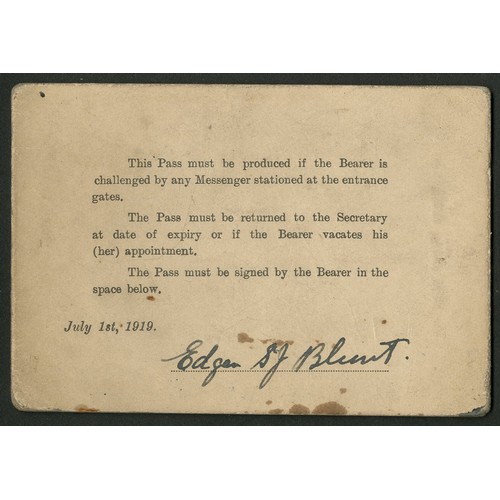 This Pass must be produced if the Bearer is
challenged by any Messenger stationed at the entrance
gates.
The Pass must be returned to the Secretary
at date of expiry or if the Bearer vacates his
(her) appointment.
The Pass must be signed by the Bearer in the
space below.
July 1st, 1919.
Edgar SJ Blunt.